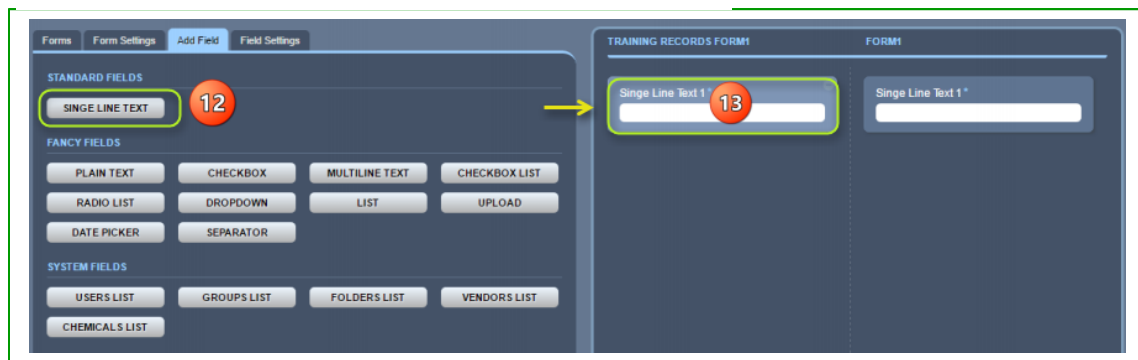 Forms Form Settings Add Field Field Settings
STANDARD FIELDS
SINGE LINE TEXT 12
FANCY FIELDS
PLAIN TEXT CHECKBOX MULTILINE TEXT CHECKBOX LIST
RADIO LIST DROPDOWN LIST UPLOAD
DATE PICKER SEPARATOR
SYSTEM FIELDS
USERS LIST GROUPS LIST FOLDERS LIST VENDORS LIST
CHEMICALS LIST
TRAINING RECORDS FORM1 FORM1
Singe Line Text 1* 13 Singe Line Text 1*